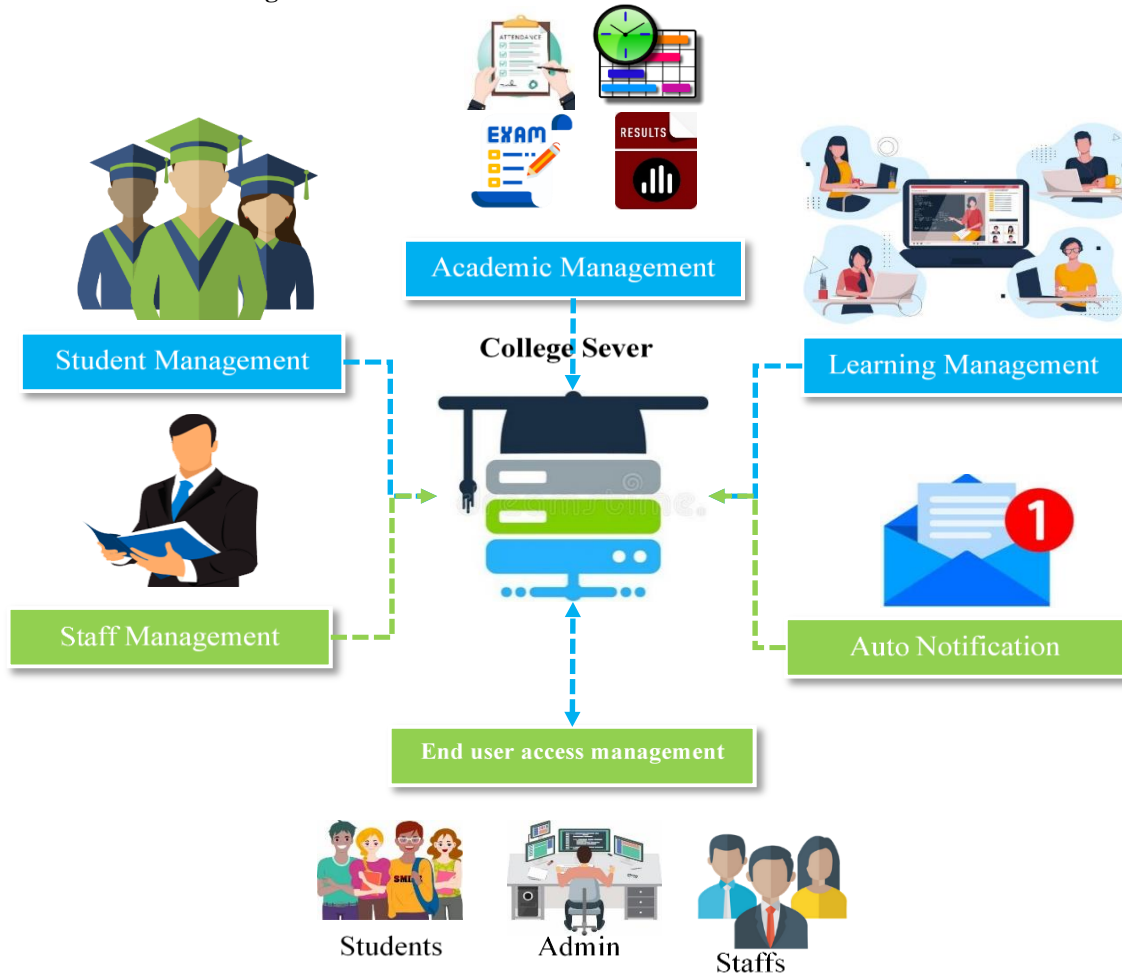 ATTENDANCE
EXAM
RESULTS
Academic Management
Student Management
College Sever
Learning Management
Staff Management
1
Auto Notification
End user access management
Students
Admin
Staffs